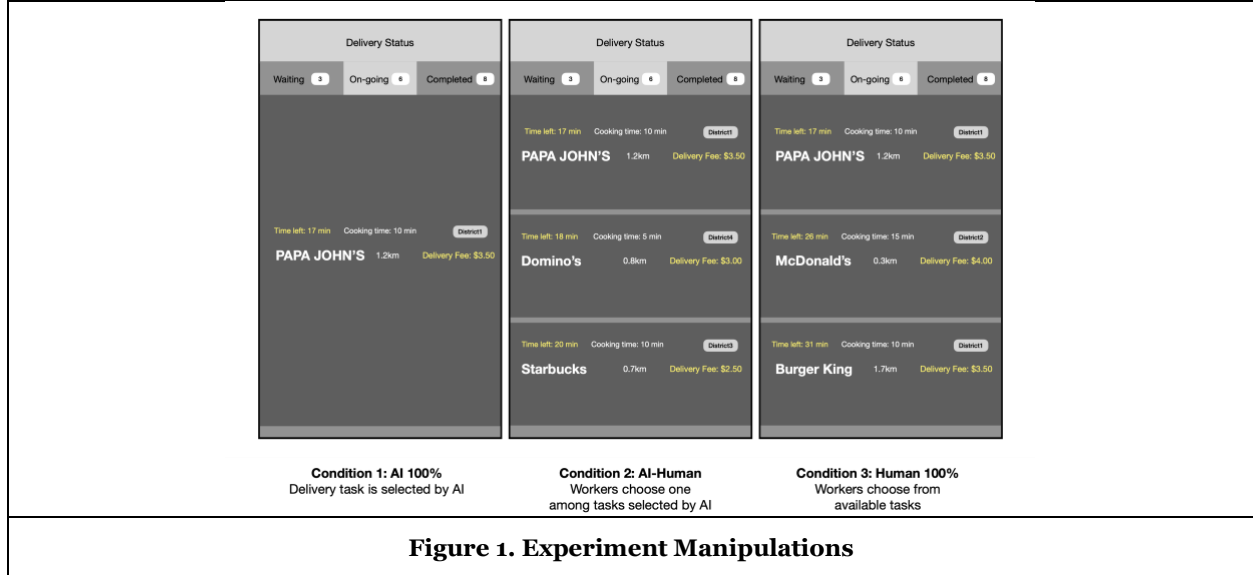 Delivery Status
Waiting 3 On-going 6 Completed 8
Time left: 17 min Cooking time: 10 min District1
PAPA JOHN'S 1.2km Delivery Fee: $3.50
Condition 1: AI 100%
Delivery task is selected by AI
Delivery Status
Waiting 3 On-going 6 Completed 8
Time left: 17 min Cooking time: 10 min District1
PAPA JOHN'S 1.2km Delivery Fee: $3.50
Time left: 18 min Cooking time: 5 min District4
Domino's 0.8km Delivery Fee: $3.00
Time left: 20 min Cooking time: 10 min District3
Starbucks 0.7km Delivery Fee: $2.50
Condition 2: AI-Human
Workers choose one
among tasks selected by AI
Delivery Status
Waiting 3 On-going 6 Completed 8
Time left: 17 min Cooking time: 10 min District1
PAPA JOHN'S 1.2km Delivery Fee: $3.50
Time left: 26 min Cooking time: 15 min District2
McDonald's 0.3km Delivery Fee: $4.00
Time left: 31 min Cooking time: 10 min District1
Burger King 1.7km Delivery Fee: $3.50
Condition 3: Human 100%
Workers choose from
available tasks
Figure 1. Experiment Manipulations